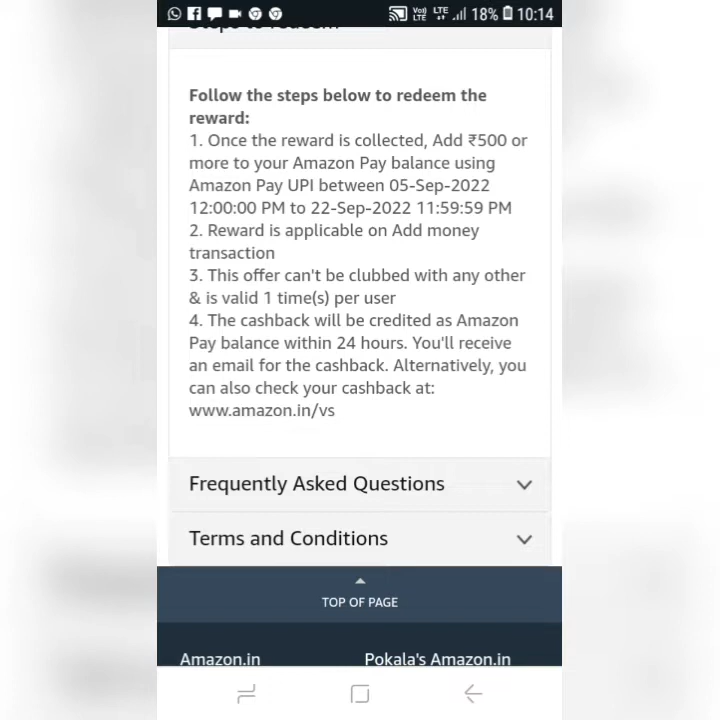 LTE 18% 10:14
Steps to redeem
Follow the steps below to redeem the
reward:
1. Once the reward is collected, Add ₹500 or
more to your Amazon Pay balance using
Amazon Pay UPI between 05-Sep-2022
12:00:00 PM to 22-Sep-2022 11:59:59 PM
2. Reward is applicable on Add money
transaction
3. This offer can't be clubbed with any other
& is valid 1 time(s) per user
4. The cashback will be credited as Amazon
Pay balance within 24 hours. You'll receive
an email for the cashback. Alternatively, you
can also check your cashback at:
www.amazon.in/vs
Frequently Asked Questions
Terms and Conditions
TOP OF PAGE
Amazon.in Pokala's Amazon.in